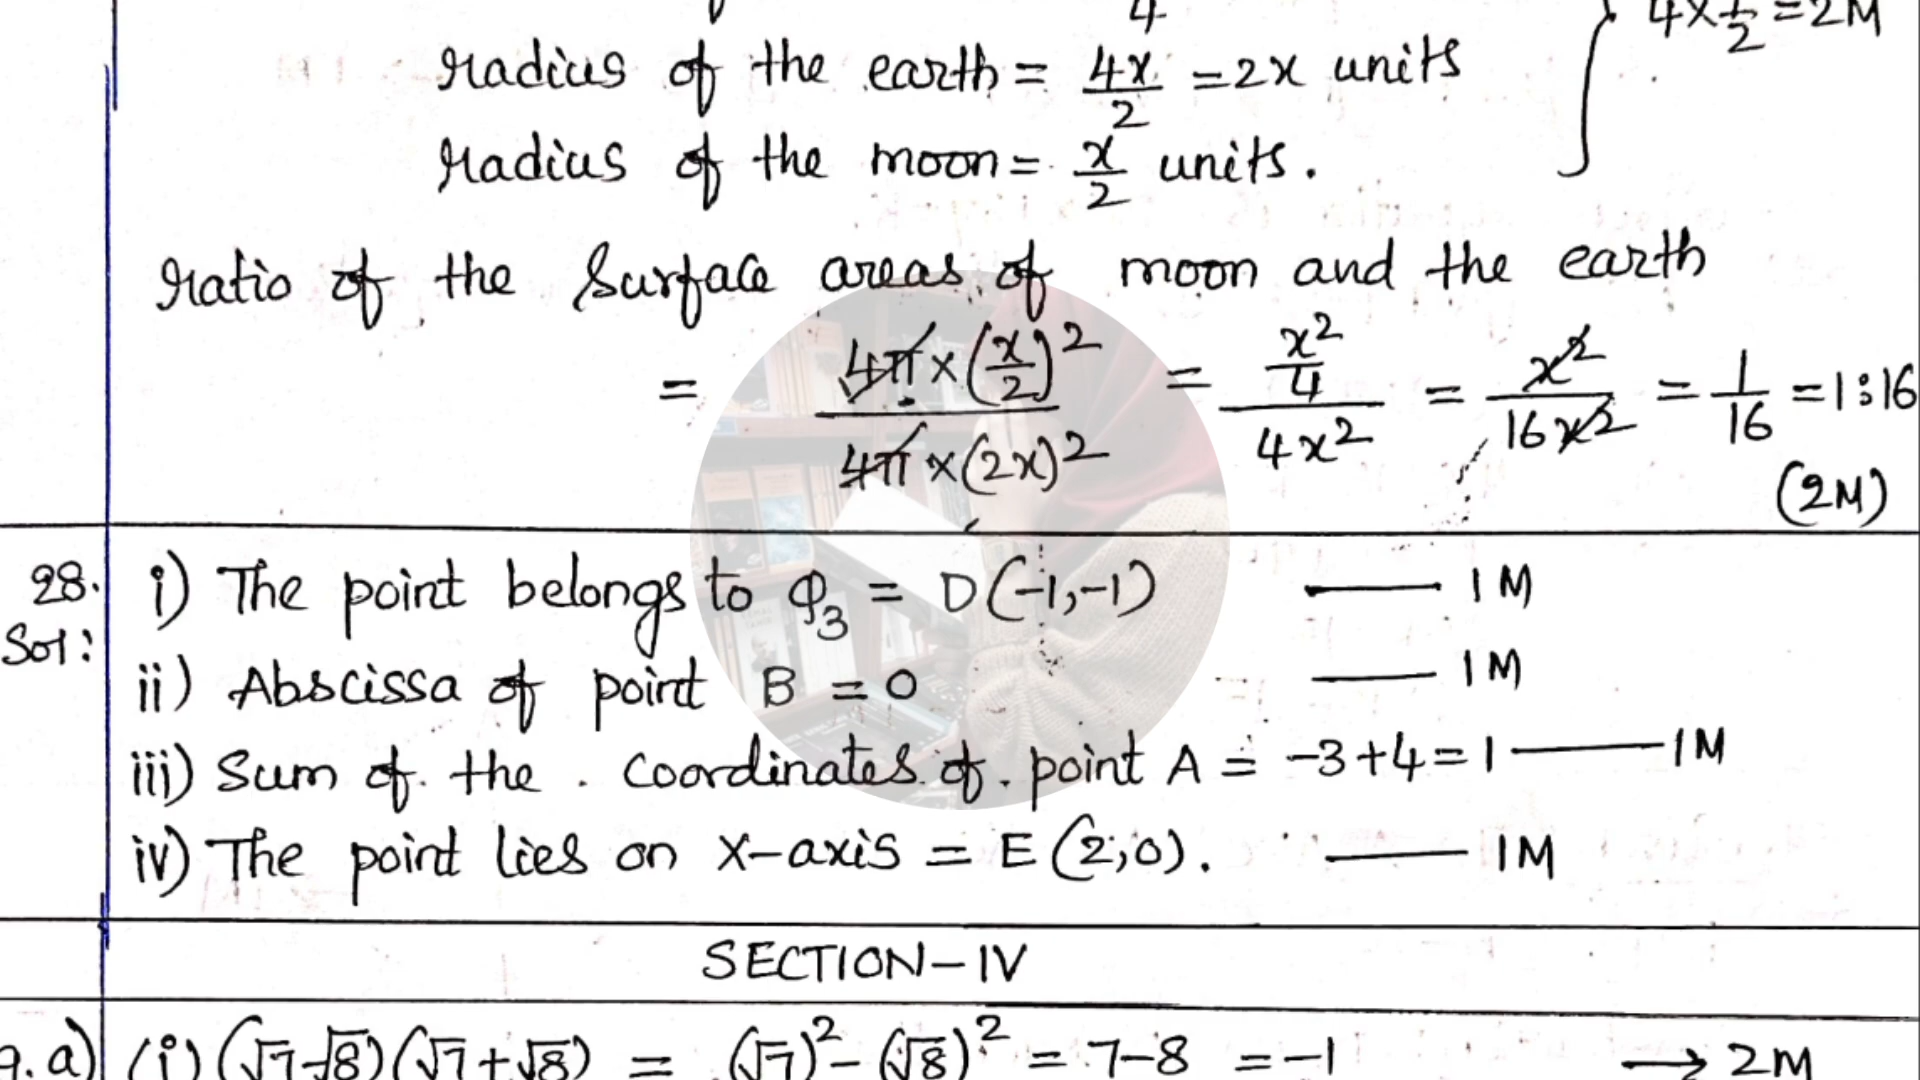 4
4×1/2 =2M
radius of the earth = 4x/2 =2x units
radius of the moon = x/2 units.
ratio of the Surface areas of moon and the earth
= 4π×(x/2)² / 4π×(2x)² = x²/4 / 4x² = x²/16x² = 1/16 =1:16
(2M)
28. i) The point belongs to Q₃ = D(-1,-1) —— 1M
Sol:
ii) Abscissa of point B = 0 —— 1M
iii) Sum of the coordinates of point A = -3+4=1 —— 1M
iv) The point lies on X-axis = E(2,0). —— 1M
SECTION-IV
9.a) (i) (√7-√8)(√7+√8) = (√7)²-(√8)² = 7-8 =-1 → 2M